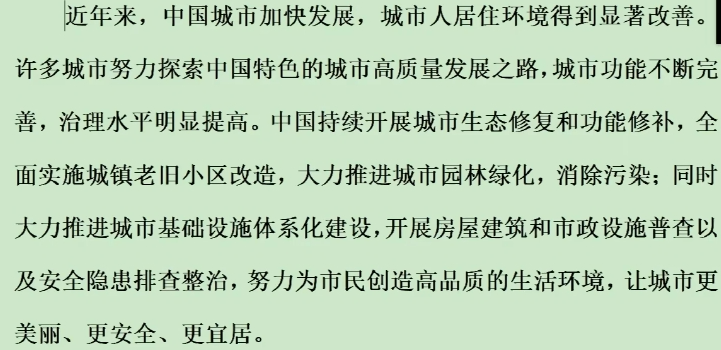 近年来，中国城市加快发展，城市人居住环境得到显著改善。
许多城市努力探索中国特色的城市高质量发展之路，城市功能不断完
善，治理水平明显提高。中国持续开展城市生态修复和功能修补，全
面实施城镇老旧小区改造，大力推进城市园林绿化，消除污染；同时
大力推进城市基础设施体系化建设，开展房屋建筑和市政设施普查以
及安全隐患排查整治，努力为市民创造高品质的生活环境，让城市更
美丽、更安全、更宜居。